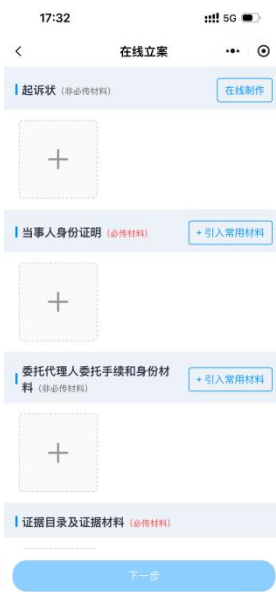 17:32
5G
在线立案
起诉状（非必传材料）
在线制作
当事人身份证明（必传材料）
+ 引入常用材料
委托代理人委托手续和身份材
料（非必传材料）
+ 引入常用材料
证据目录及证据材料（必传材料）
下一步